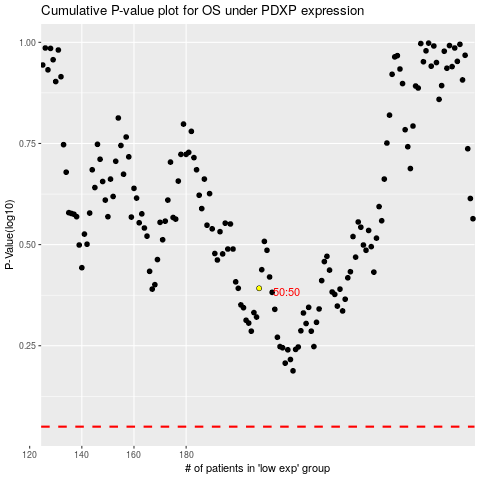 Cumulative P-value plot for OS under PDXP expression
P-Value(log10)
1.00
0.75
0.50
0.25
50:50
120 140 160 180
# of patients in 'low exp' group